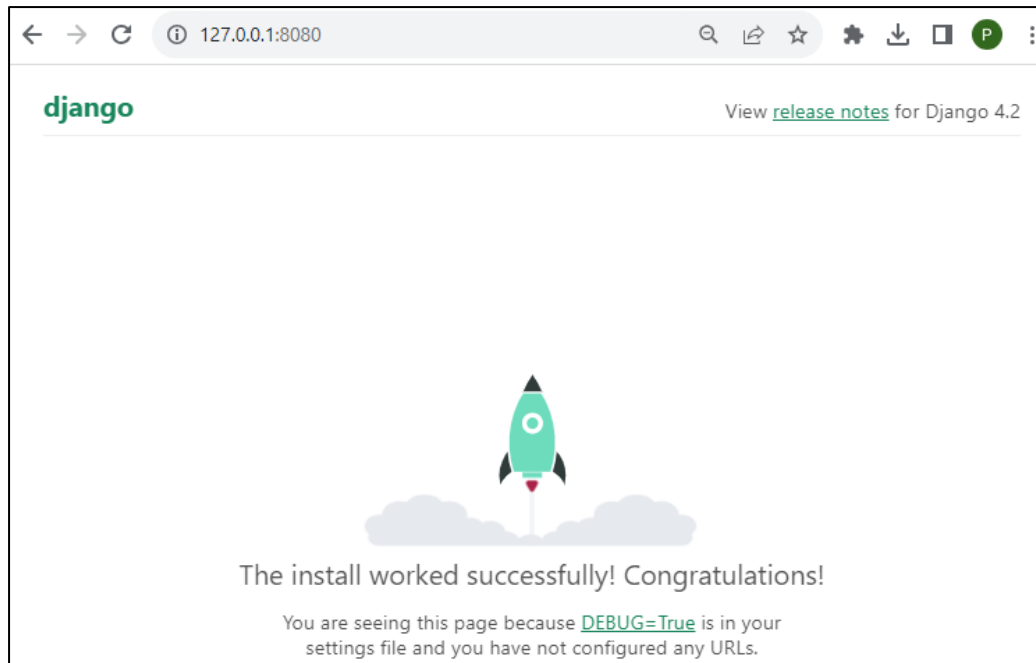 127.0.0.1:8080
P
django
View release notes for Django 4.2
The install worked successfully! Congratulations!
You are seeing this page because DEBUG=True is in your
settings file and you have not configured any URLs.